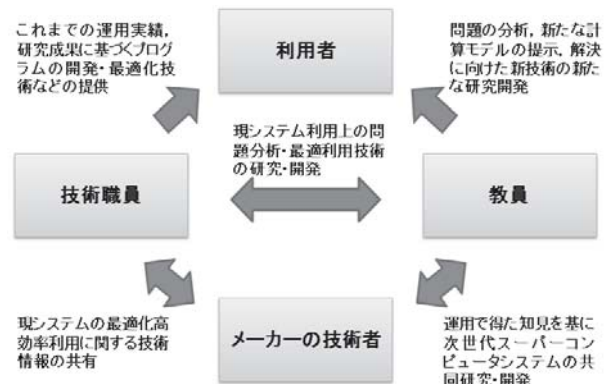 これまでの運用実績,
研究成果に基づくプログ
ラムの開発・最適化技
術などの提供
利用者
問題の分析, 新たな計
算モデルの提示, 解決
に向けた新技術の新た
な研究開発
現システム利用上の問
題分析・最適利用技術
の研究・開発
技術職員
教員
現システムの最適化高
効率利用に関する技術
情報の共有
メーカーの技術者
運用で得た知見を基に
次世代スーパーコン
ピュータシステムの共
同研究・開発